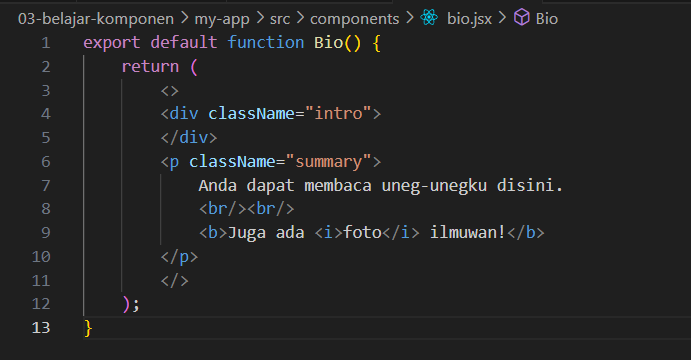 03-belajar-komponen > my-app > src > components > bio.jsx > Bio
1 export default function Bio() {
2 return (
3 <>
4 <div className="intro">
5 </div>
6 <p className="summary">
7 Anda dapat membaca uneg-unegku disini.
8 <br/><br/>
9 <b>Juga ada <i>foto</i> ilmuwan!</b>
10 </p>
11 </>
12 );
13 }